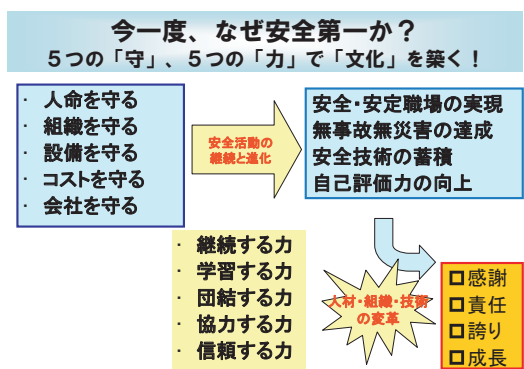 今一度、なぜ安全第一か？
５つの「守」、５つの「力」で「文化」を築く！
・ 人命を守る
・ 組織を守る
・ 設備を守る
・ コストを守る
・ 会社を守る
安全活動の
継続と進化
安全・安定職場の実現
無事故無災害の達成
安全技術の蓄積
自己評価力の向上
・ 継続する力
・ 学習する力
・ 団結する力
・ 協力する力
・ 信頼する力
人材・組織・技術
の変革
感謝
責任
誇り
成長